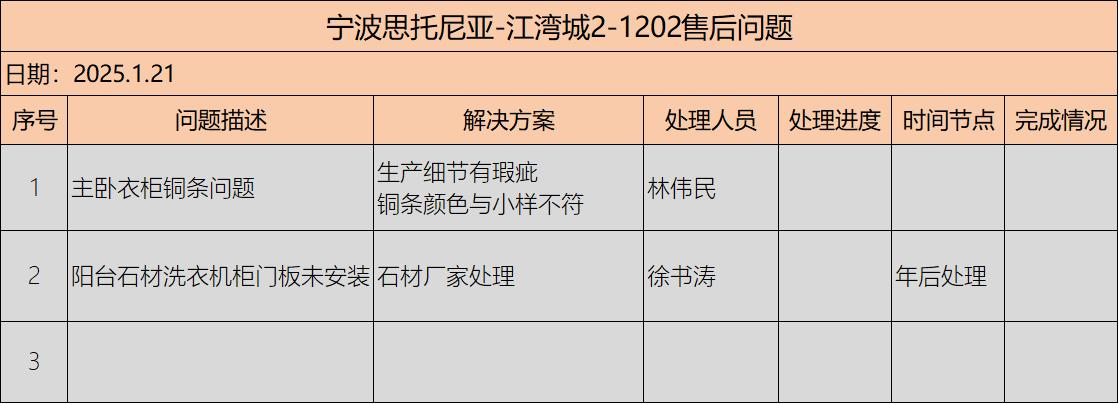 宁波思托尼亚-江湾城2-1202售后问题
日期：2025.1.21
序号 问题描述 解决方案 处理人员 处理进度 时间节点 完成情况
1 主卧衣柜铜条问题 生产细节有瑕疵
铜条颜色与小样不符 林伟民
2 阳台石材洗衣机柜门板未安装 石材厂家处理 徐书涛 年后处理
3